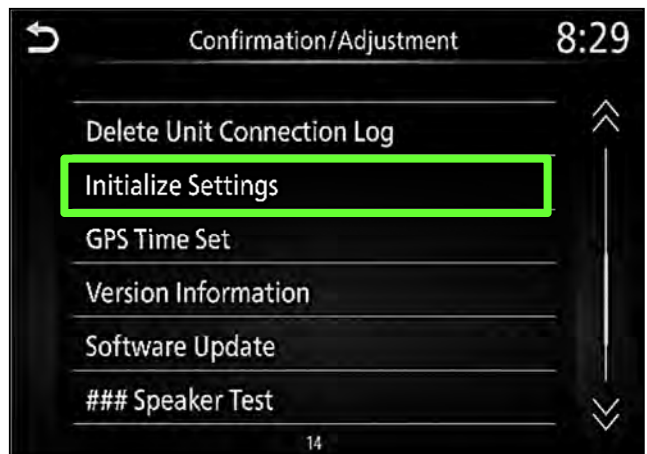 Confirmation/Adjustment 8:29
Delete Unit Connection Log
Initialize Settings
GPS Time Set
Version Information
Software Update
### Speaker Test
14